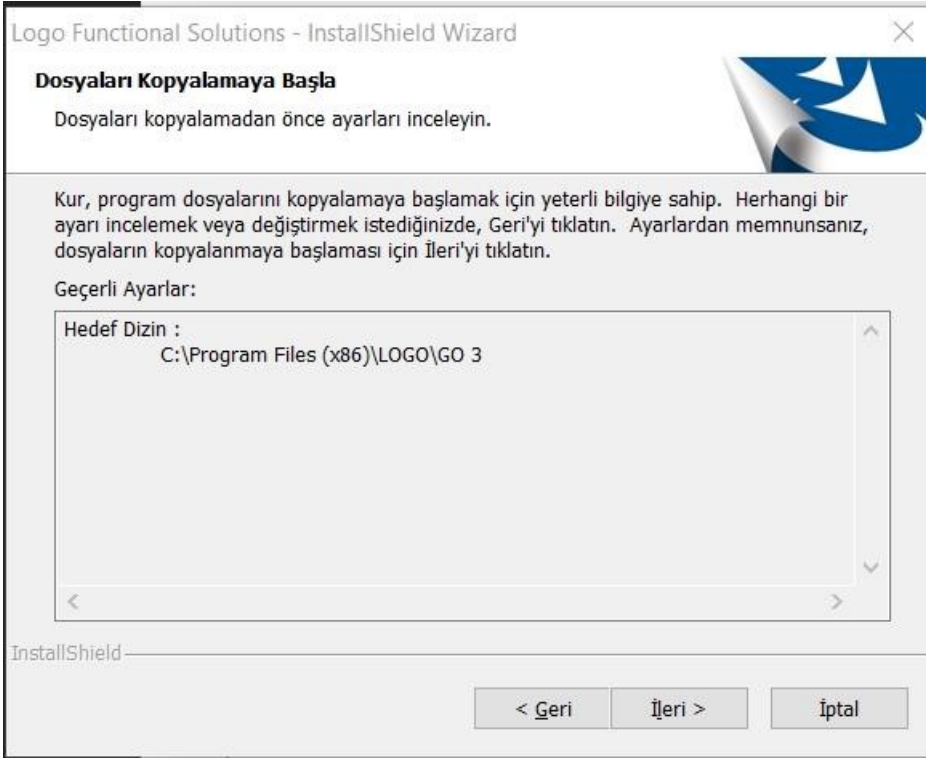 Logo Functional Solutions - InstallShield Wizard
Dosyaları Kopyalamaya Başla
Dosyaları kopyalamadan önce ayarları inceleyin.
Kur, program dosyalarını kopyalamaya başlamak için yeterli bilgiye sahip.  Herhangi bir
ayarı incelemek veya değiştirmek istediğinizde, Geri'yi tıklatın.  Ayarlardan memnunsanız,
dosyaların kopyalanmaya başlaması için İleri'yi tıklatın.
Geçerli Ayarlar:
Hedef Dizin :
C:\Program Files (x86)\LOGO\GO 3
InstallShield
< Geri
İleri >
İptal